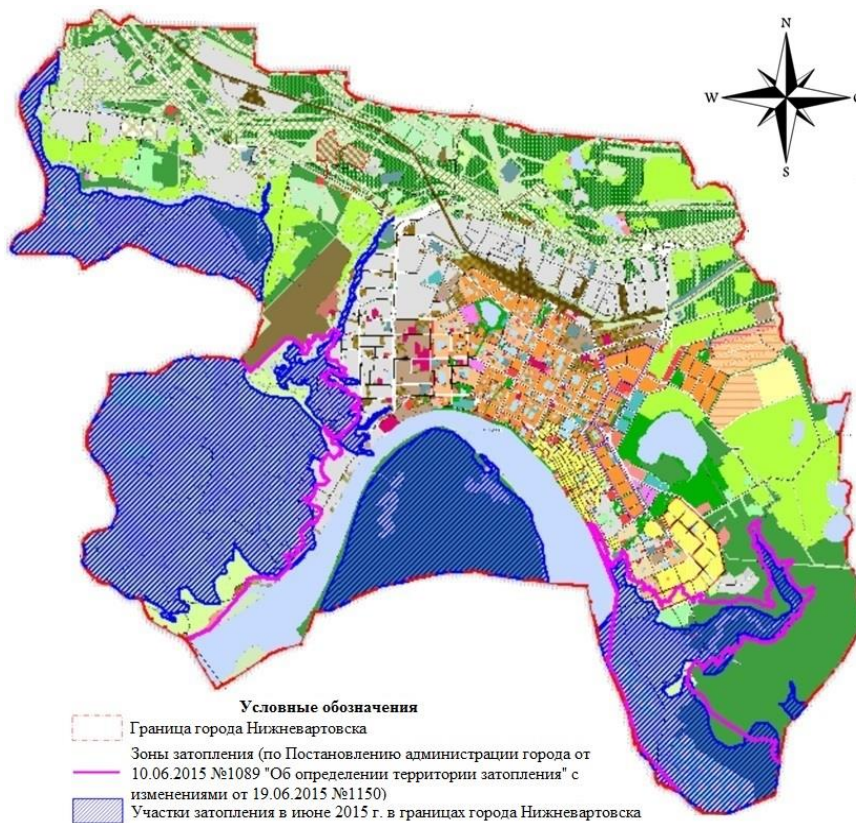 N
W
O
S
Условные обозначения
Граница города Нижневартовска
Зоны затопления (по Постановлению администрации города от
10.06.2015 №1089 "Об определении территории затопления" с
изменениями от 19.06.2015 №1150)
Участки затопления в июне 2015 г. в границах города Нижневартовска